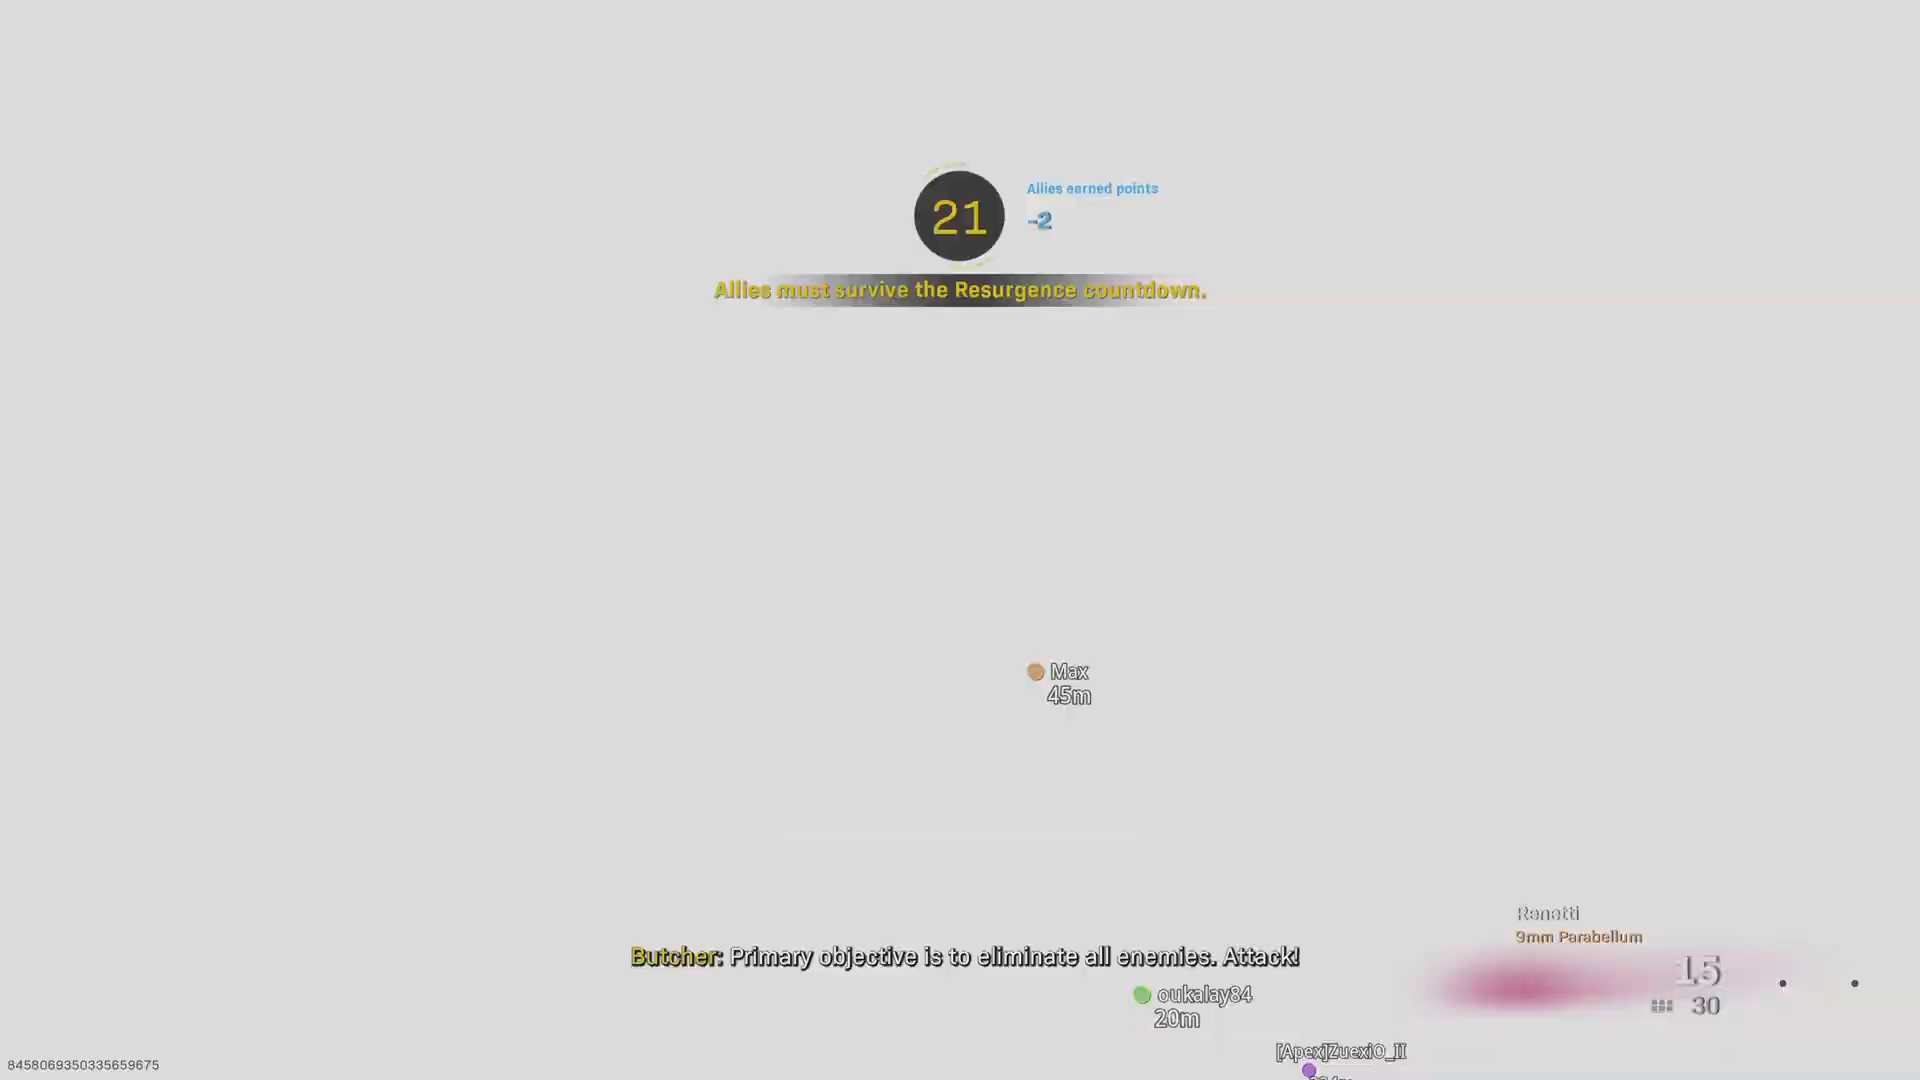 21
Allies earned points
-2
Allies must survive the Resurgence countdown.
Max
45m
Renetti
9mm Parabellum
15
30
Butcher: Primary objective is to eliminate all enemies. Attack!
oukalay84
20m
[Apex]ZuexiO_II
8458069350335659675